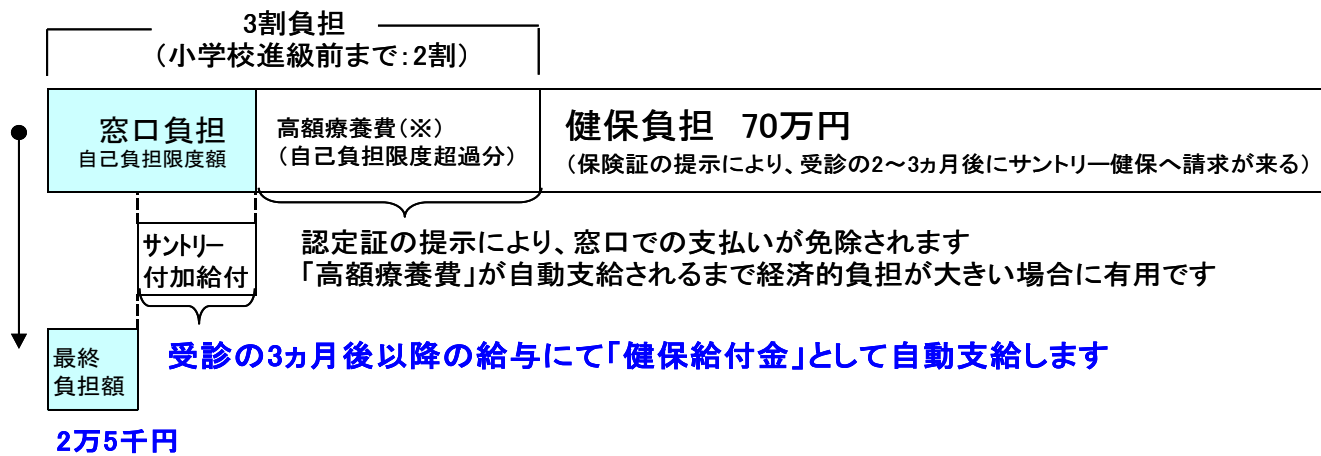 3割負担
（小学校進級前まで：2割）
窓口負担
自己負担限度額
高額療養費（※）
（自己負担限度超過分）
健保負担　70万円
（保険証の提示により、受診の2～3ヵ月後にサントリー健保へ請求が来る）
サントリー
付加給付
認定証の提示により、窓口での支払いが免除されます
「高額療養費」が自動支給されるまで経済的負担が大きい場合に有用です
受診の3ヵ月後以降の給与にて「健保給付金」として自動支給します
最終
負担額
2万5千円